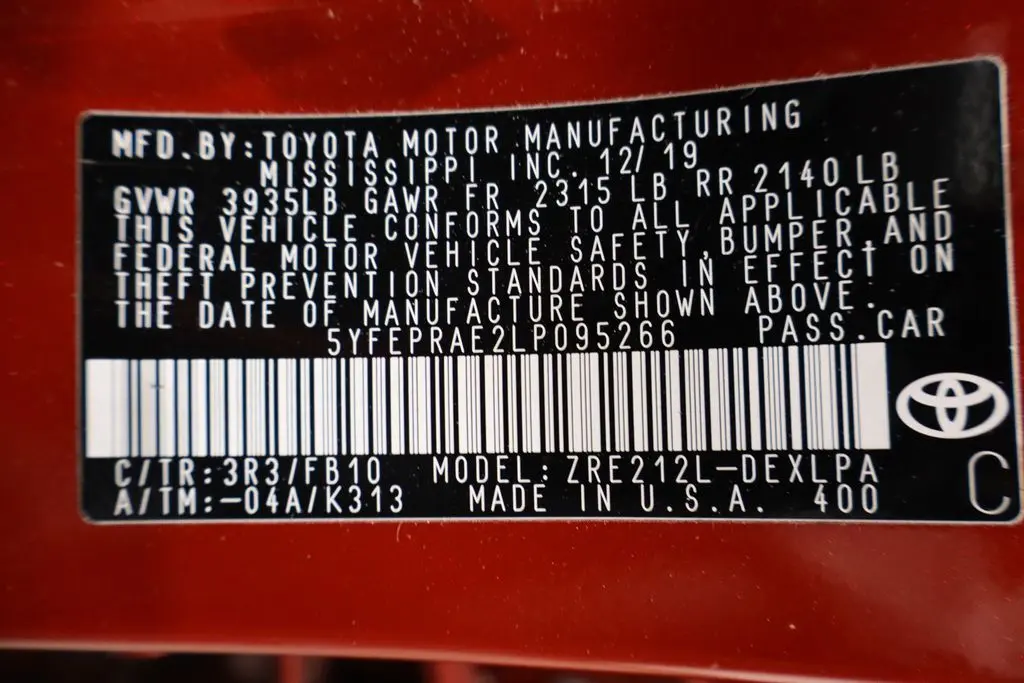 MFD.BY:TOYOTA MOTOR MANUFACTURING
MISSISSIPPI INC. 12/19
GVWR 3935LB GAWR FR 2315 LB RR 2140 LB
THIS VEHICLE CONFORMS TO ALL APPLICABLE
FEDERAL MOTOR VEHICLE SAFETY,BUMPER,AND
THEFT PREVENTION STANDARDS IN EFFECT ON
THE DATE OF MANUFACTURE SHOWN ABOVE.
5YFEPRAE2LP095266 PASS.CAR
C/TR:3R3/FB10 MODEL:ZRE212L-DEXLPA
A/TM:-04A/K313 MADE IN U.S.A. 400
C